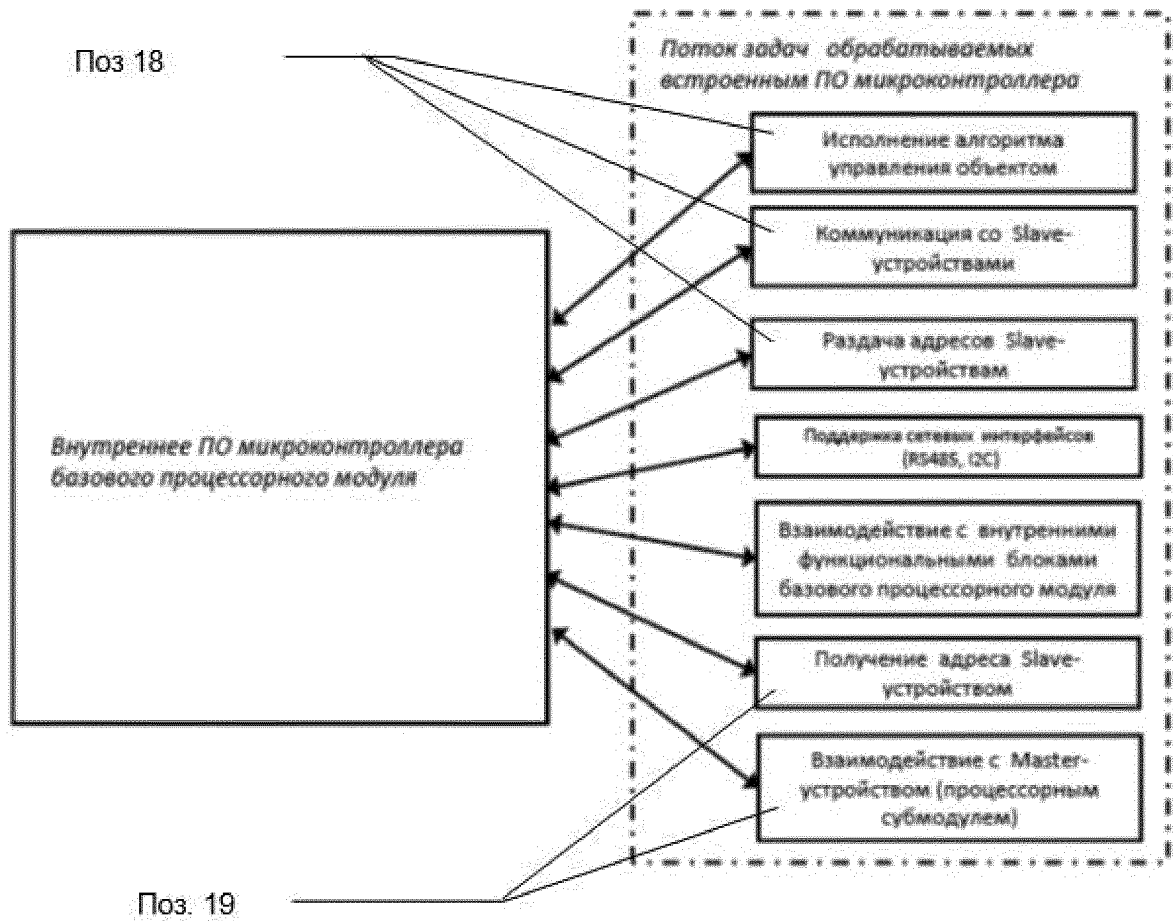 Поз 18
Поток задач обрабатываемых
встроенным ПО микроконтроллера
Исполнение алгоритма
управления объектом
Коммуникация со Slave-
устройствами
Раздача адресов Slave-
устройствам
Внутреннее ПО микроконтроллера
базового процессорного модуля
Поддержка сетевых интерфейсов
(RS485, I2C)
Взаимодействие с внутренними
функциональными блоками
базового процессорного модуля
Получение адреса Slave-
устройством
Взаимодействие с Master-
устройством (процессорным
субмодулем)
Поз. 19